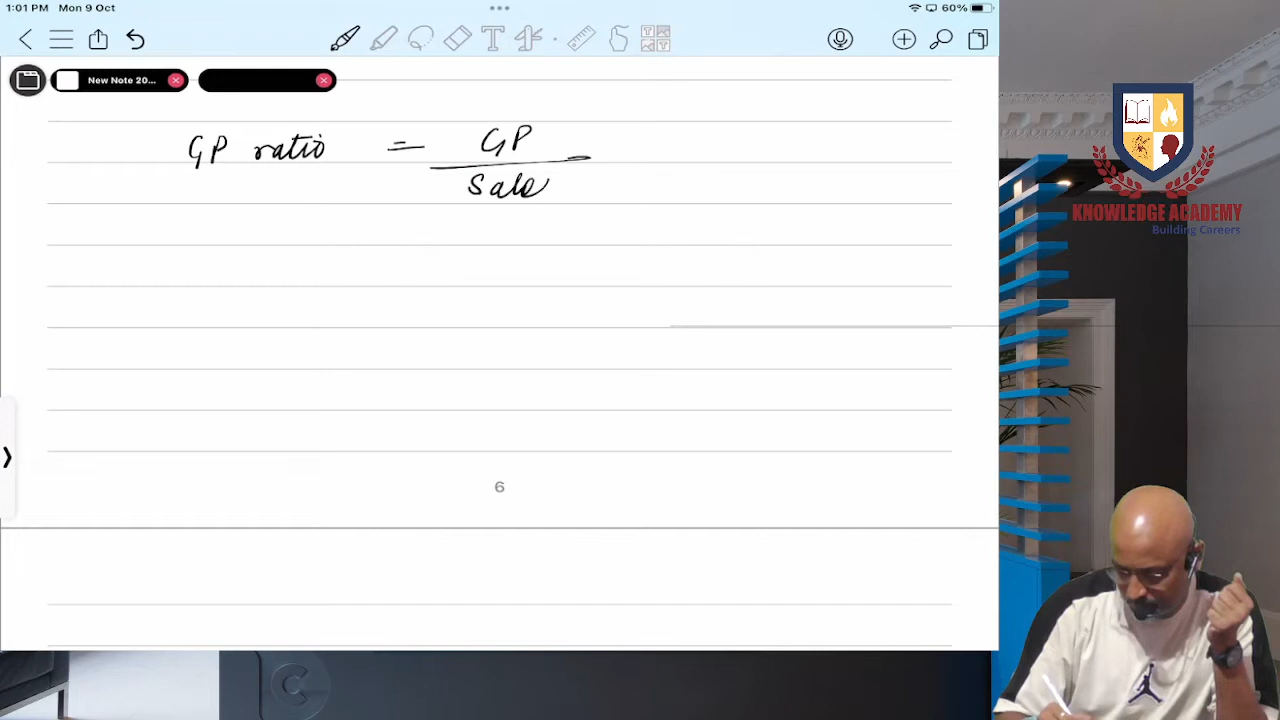 1:01 PM Mon 9 Oct
60%
New Note 20...
GP ratio = GP
Sale
6
KNOWLEDGE ACADEMY
Building Careers